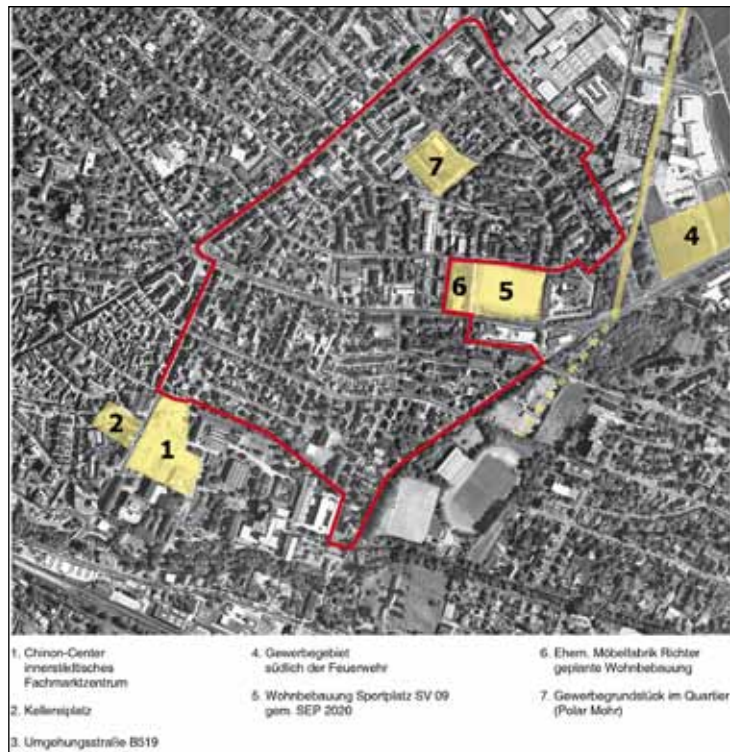 7
4
6
5
2
1
1. Chinon-Center
innerstädtisches
Fachmarktzentrum
2. Kellereiplatz
3. Umgehungsstraße B519
4. Gewerbegebiet
südlich der Feuerwehr
5. Wohnbebauung Sportplatz SV 09
gem. SEP 2020
6. Ehem. Möbelfabrik Richter
geplante Wohnbebauung
7. Gewerbegrundstück im Quartier
(Polar Mohr)